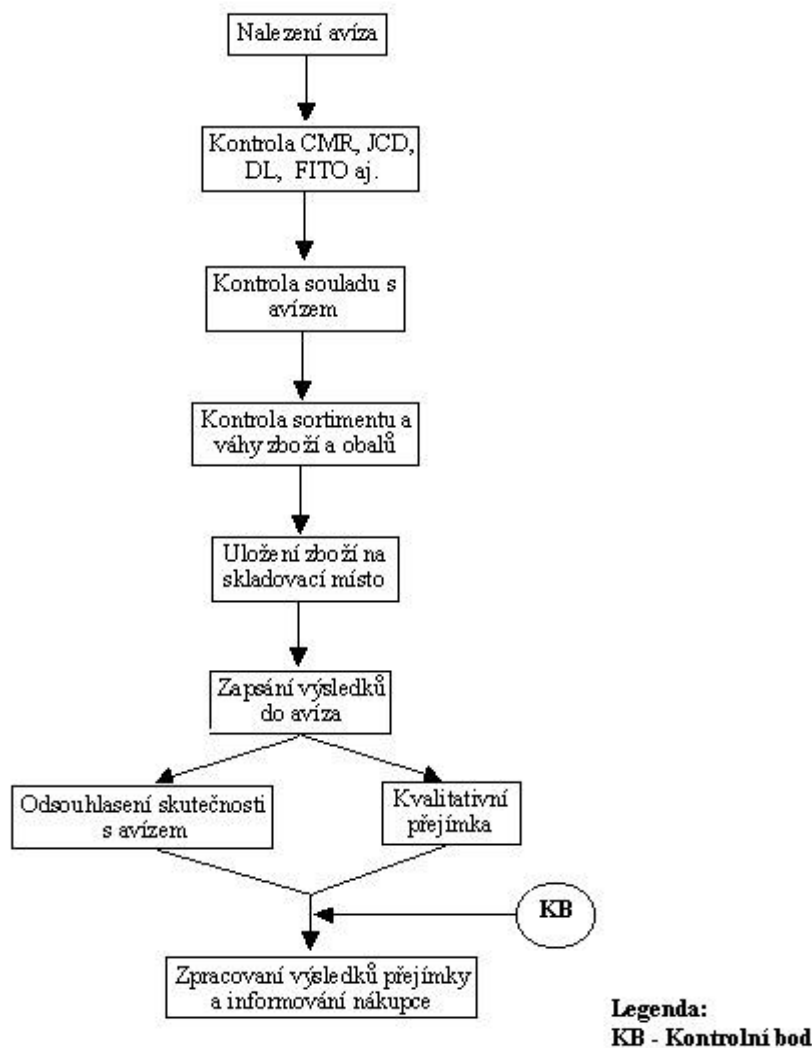 Nalezení avíza
Kontrola CMR, JCD,
DL, FITO aj.
Kontrola souladu s
avízem
Kontrola sortimentu a
váhy zboží a obalů
Uložení zboží na
skladovací místo
Zapsání výsledků
do avíza
Odsouhlasení skutečnosti
s avízem
Kvalitativní
přejímka
KB
Zpracovaní výsledků přejímky
a informování nákupce
Legenda:
KB - Kontrolní bod